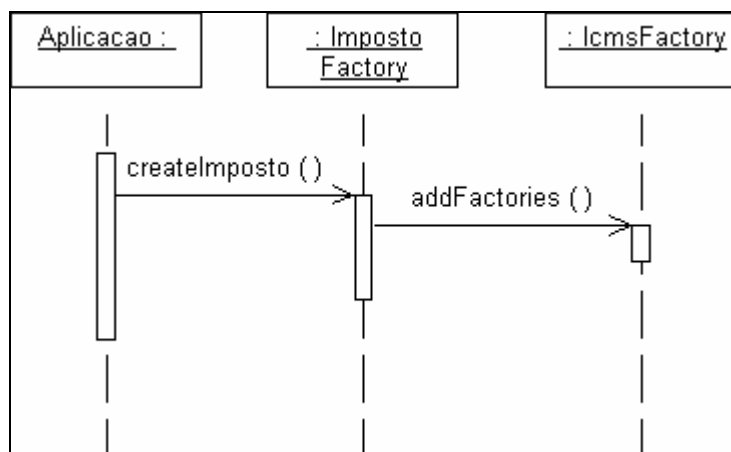 Aplicacao :
: Imposto
Factory
: IcmsFactory
createImposto ( )
addFactories ( )